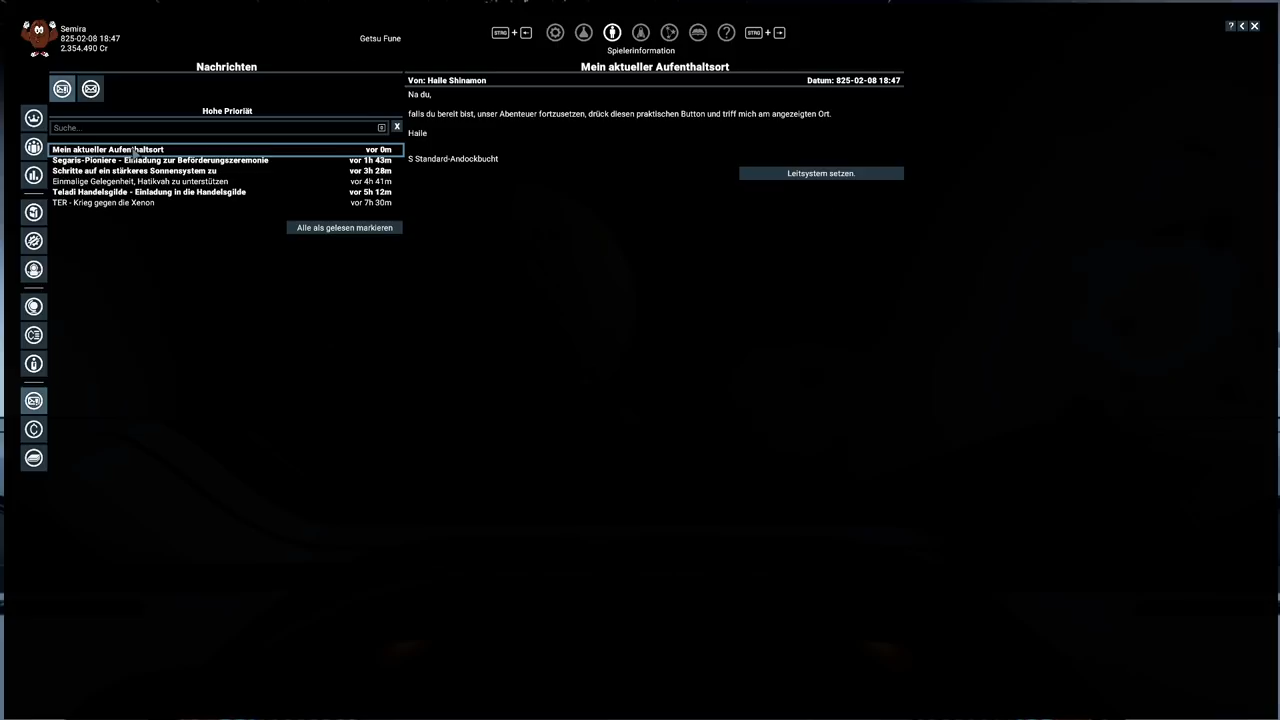 Semira
825-02-08 18:47
2.354.490 Cr
Getsu Fune
STRG + ←
STRG + →
Spielerinformation
? < X
Nachrichten
Hohe Prioriät
Suche...
X
Mein aktueller Aufenthaltsort vor 0m
Segaris-Pioniere - Einladung zur Beförderungszeremonie vor 1h 43m
Schritte auf ein stärkeres Sonnensystem zu vor 3h 28m
Einmalige Gelegenheit, Hatikvah zu unterstützen vor 4h 41m
Teladi Handelsgilde - Einladung in die Handelsgilde vor 5h 12m
TER - Krieg gegen die Xenon vor 7h 30m
Alle als gelesen markieren
Mein aktueller Aufenthaltsort
Von: Haile Shinamon Datum: 825-02-08 18:47
Na du,
falls du bereit bist, unser Abenteuer fortzusetzen, drück diesen praktischen Button und triff mich am angezeigten Ort.
Haile
S Standard-Andockbucht
Leitsystem setzen.